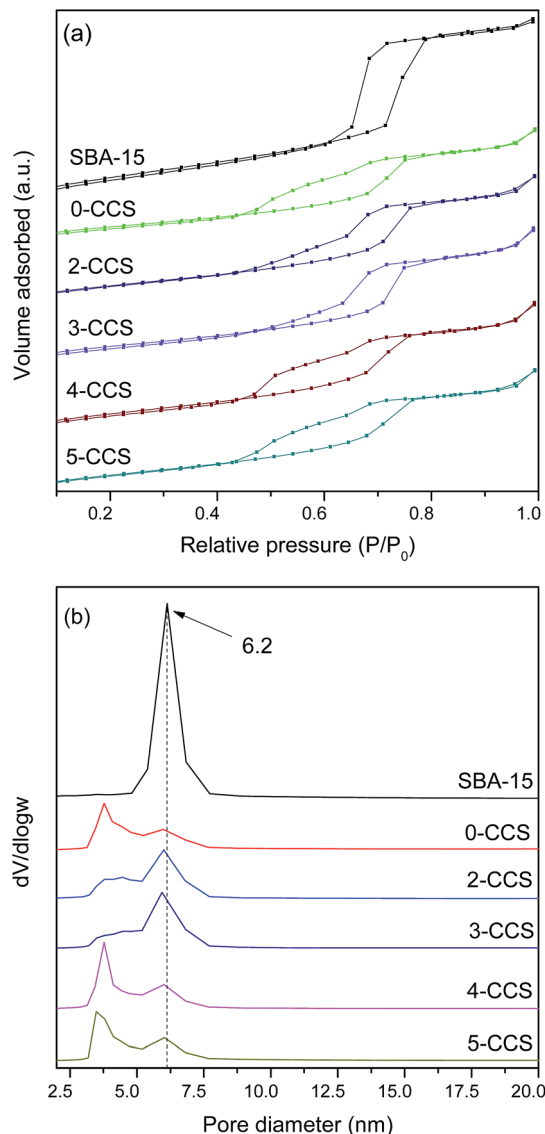 (a)
Volume adsorbed (a.u.)
SBA-15
0-CCS
2-CCS
3-CCS
4-CCS
5-CCS
0.2 0.4 0.6 0.8 1.0
Relative pressure (P/P₀)
(b)
6.2
dV/dlogw
SBA-15
0-CCS
2-CCS
3-CCS
4-CCS
5-CCS
2.5 5.0 7.5 10.0 12.5 15.0 17.5 20.0
Pore diameter (nm)